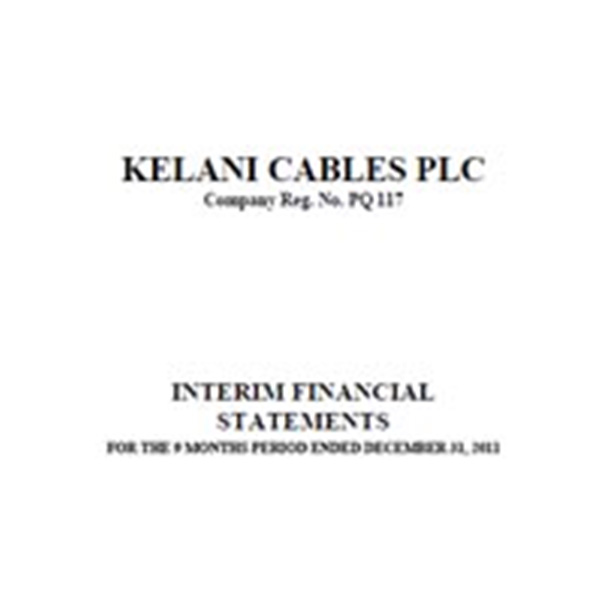 KELANI CABLES PLC
Company Reg. No. PQ 117
INTERIM FINANCIAL
STATEMENTS
FOR THE 9 MONTHS PERIOD ENDED DECEMBER 31,